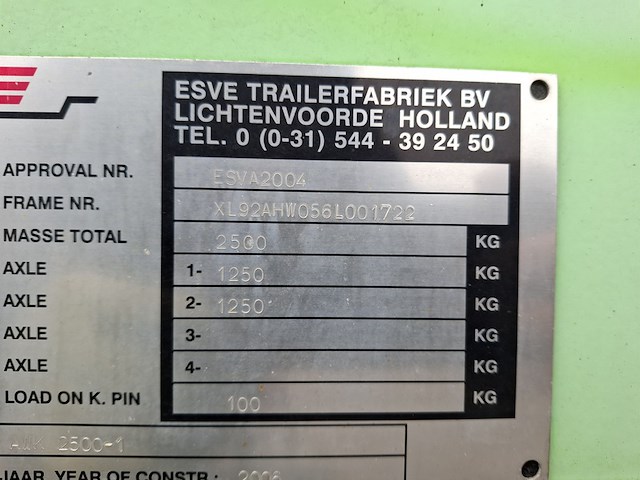 ESVE TRAILERFABRIEK BV
LICHTENVOORDE HOLLAND
TEL. 0 (0-31) 544 - 39 24 50
APPROVAL NR. ESVA2004
FRAME NR. XL92AHW056L001722
MASSE TOTAL 2500 KG
AXLE 1- 1250 KG
AXLE 2- 1250 KG
AXLE 3- KG
AXLE 4- KG
LOAD ON K. PIN 100 KG
2500-1
JAAR, YEAR OF CONSTR.: 2006